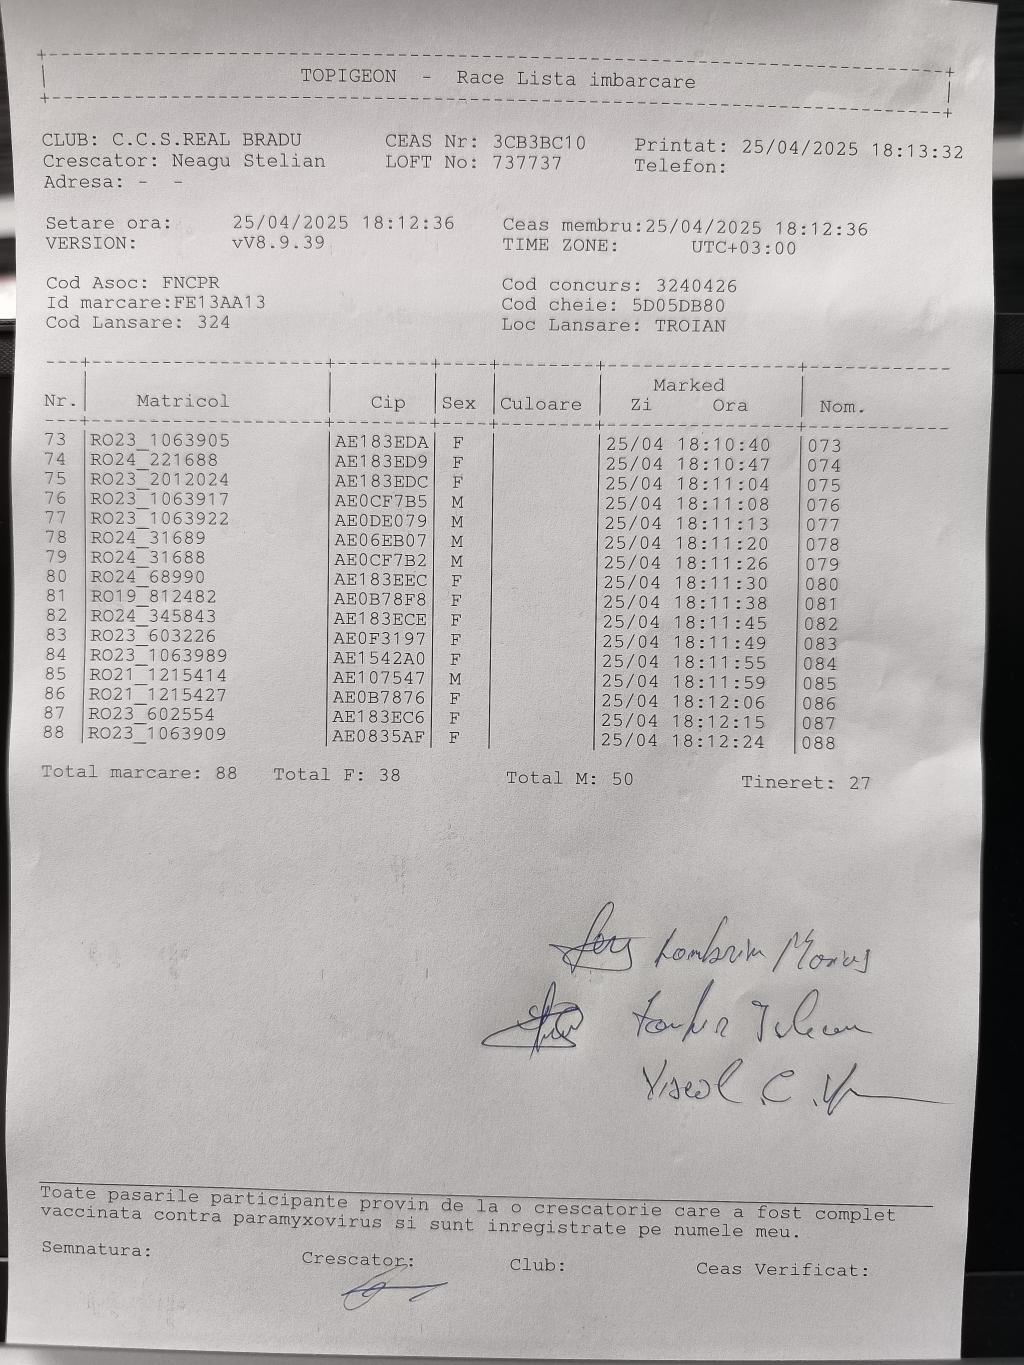 TOPIGEON - Race Lista imbarcare
CLUB: C.C.S.REAL BRADU CEAS Nr: 3CB3BC10 Printat: 25/04/2025 18:13:32
Crescator: Neagu Stelian LOFT No: 737737 Telefon:
Adresa: - -
Setare ora: 25/04/2025 18:12:36 Ceas membru:25/04/2025 18:12:36
VERSION: vV8.9.39 TIME ZONE: UTC+03:00
Cod Asoc: FNCPR Cod concurs: 3240426
Id marcare:FE13AA13 Cod cheie: 5D05DB80
Cod Lansare: 324 Loc Lansare: TROIAN
Marked
Nr. Matricol Cip Sex Culoare Zi Ora Nom.
73 RO23_1063905 AE183EDA F 25/04 18:10:40 073
74 RO24_221688 AE183ED9 F 25/04 18:10:47 074
75 RO23_2012024 AE183EDC F 25/04 18:11:04 075
76 RO23_1063917 AE0CF7B5 M 25/04 18:11:08 076
77 RO23_1063922 AE0DE079 M 25/04 18:11:13 077
78 RO24_31689 AE06EB07 M 25/04 18:11:20 078
79 RO24_31688 AE0CF7B2 M 25/04 18:11:26 079
80 RO24_68990 AE183EEC F 25/04 18:11:30 080
81 RO19_812482 AE0B78F8 F 25/04 18:11:38 081
82 RO24_345843 AE183ECE F 25/04 18:11:45 082
83 RO23_603226 AE0F3197 F 25/04 18:11:49 083
84 RO23_1063989 AE1542A0 F 25/04 18:11:55 084
85 RO21_1215414 AE107547 M 25/04 18:11:59 085
86 RO21_1215427 AE0B7876 F 25/04 18:12:06 086
87 RO23_602554 AE183EC6 F 25/04 18:12:15 087
88 RO23_1063909 AE0835AF F 25/04 18:12:24 088
Total marcare: 88 Total F: 38 Total M: 50 Tineret: 27
Toate pasarile participante provin de la o crescatorie care a fost complet
vaccinata contra paramyxovirus si sunt inregistrate pe numele meu.
Semnatura: Crescator: Club: Ceas Verificat: